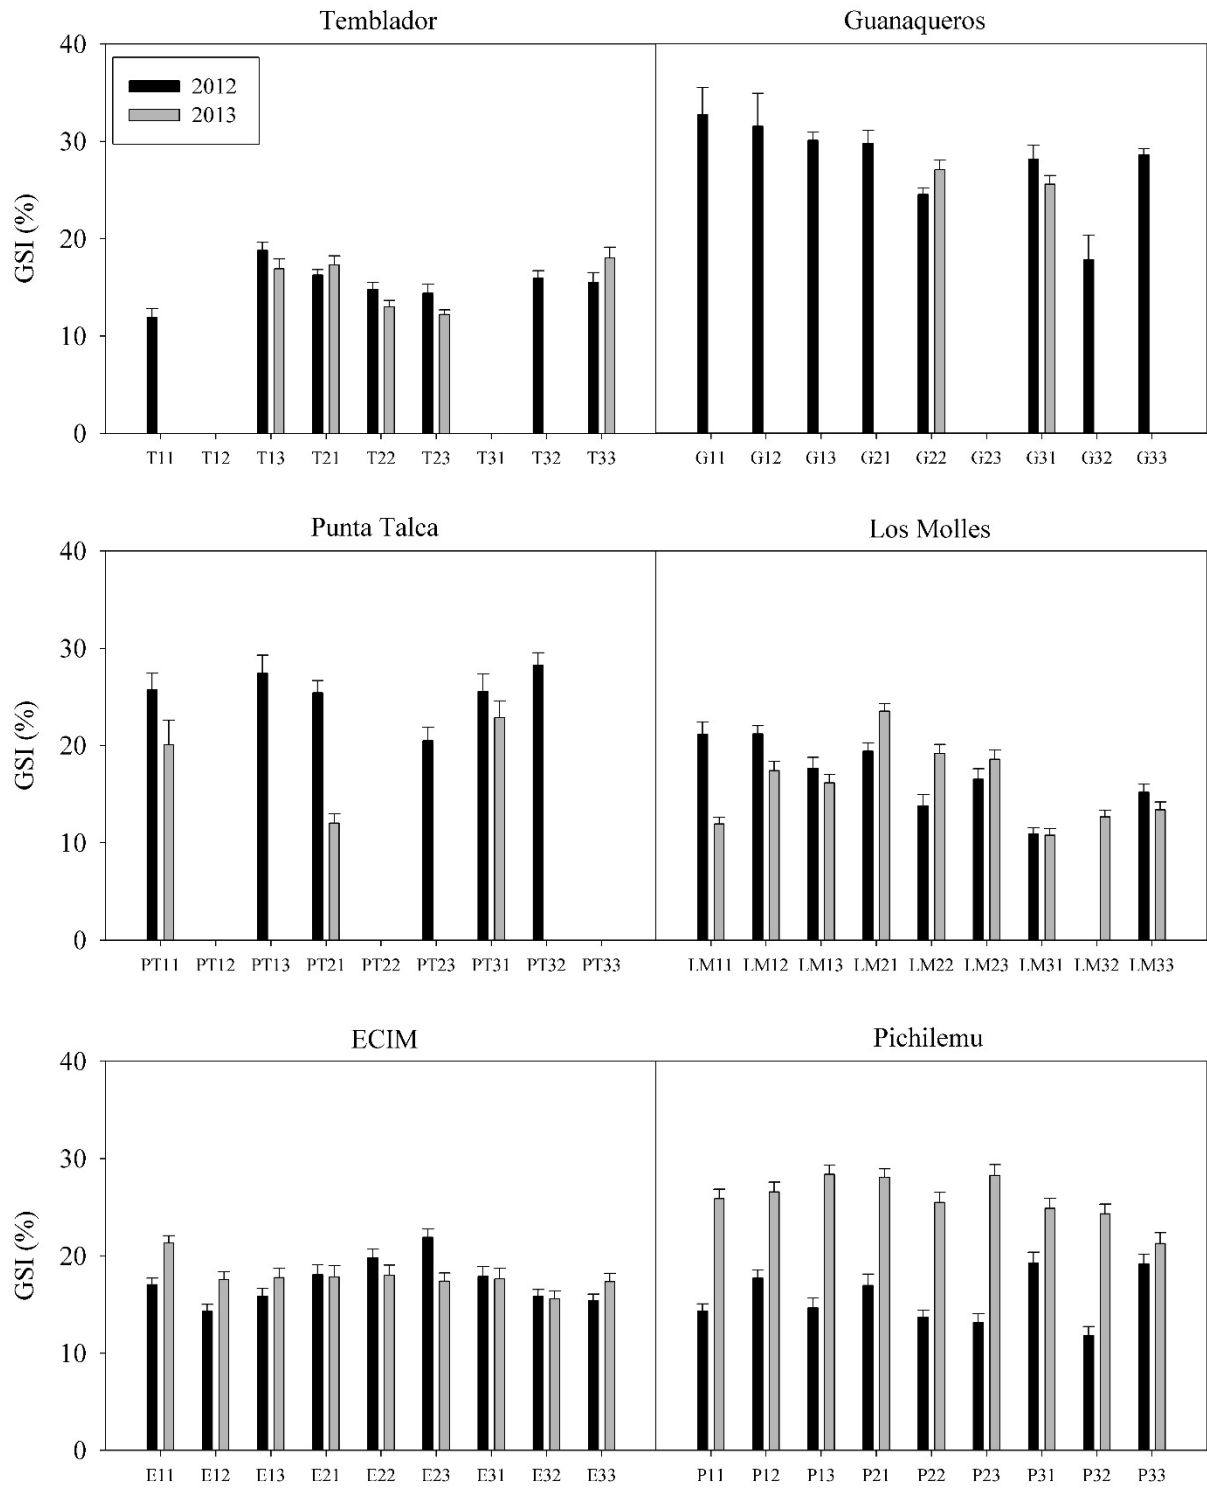 Temblador Guanaqueros
40
2012
2013
30
20
10
0
GSI (%)
T11 T12 T13 T21 T22 T23 T31 T32 T33 G11 G12 G13 G21 G22 G23 G31 G32 G33
Punta Talca Los Molles
40
30
20
10
0
GSI (%)
PT11 PT12 PT13 PT21 PT22 PT23 PT31 PT32 PT33 LM11 LM12 LM13 LM21 LM22 LM23 LM31 LM32 LM33
ECIM Pichilemu
40
30
20
10
0
GSI (%)
E11 E12 E13 E21 E22 E23 E31 E32 E33 P11 P12 P13 P21 P22 P23 P31 P32 P33